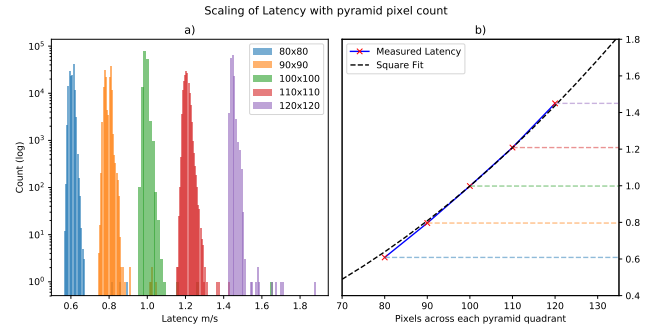 Scaling of Latency with pyramid pixel count
a)
10^5
10^4
10^3
10^2
10^1
10^0
Count (log)
0.6 0.8 1.0 1.2 1.4 1.6 1.8
Latency m/s
80x80
90x90
100x100
110x110
120x120
b)
Measured Latency
Square Fit
1.8
1.6
1.4
1.2
1.0
0.8
0.6
0.4
70 80 90 100 110 120 130
Pixels across each pyramid quadrant